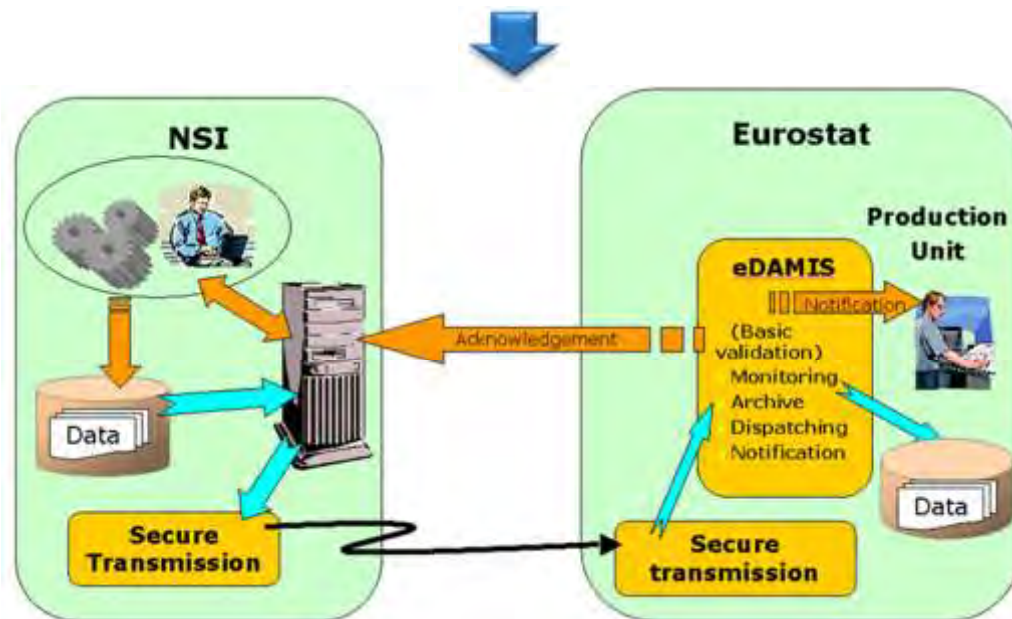 NSI
Data
Secure
Transmission
Acknowledgement
Eurostat
eDAMIS
Notification
(Basic
validation)
Monitoring
Archive
Dispatching
Notification
Production
Unit
Data
Secure
transmission